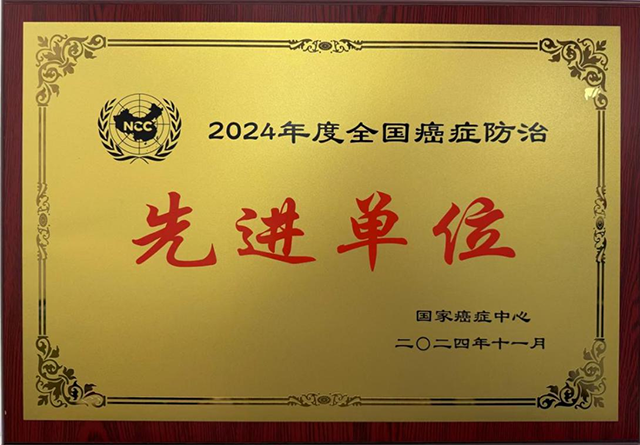 NCC
2024年度全国癌症防治
先进单位
国家癌症中心
二〇二四年十一月